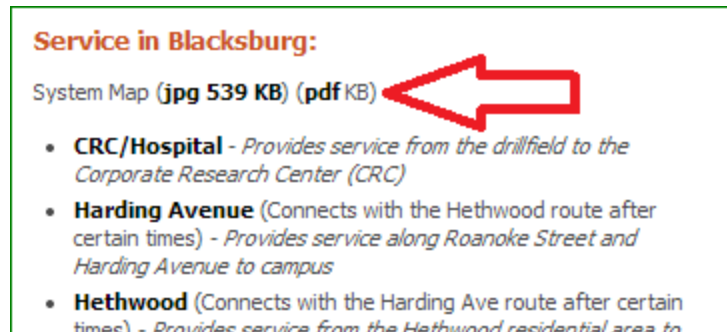 Service in Blacksburg:
System Map (jpg 539 KB) (pdf KB)
• CRC/Hospital - Provides service from the drillfield to the
Corporate Research Center (CRC)
• Harding Avenue (Connects with the Hethwood route after
certain times) - Provides service along Roanoke Street and
Harding Avenue to campus
• Hethwood (Connects with the Harding Ave route after certain
times) - Provides service from the Hethwood residential area to